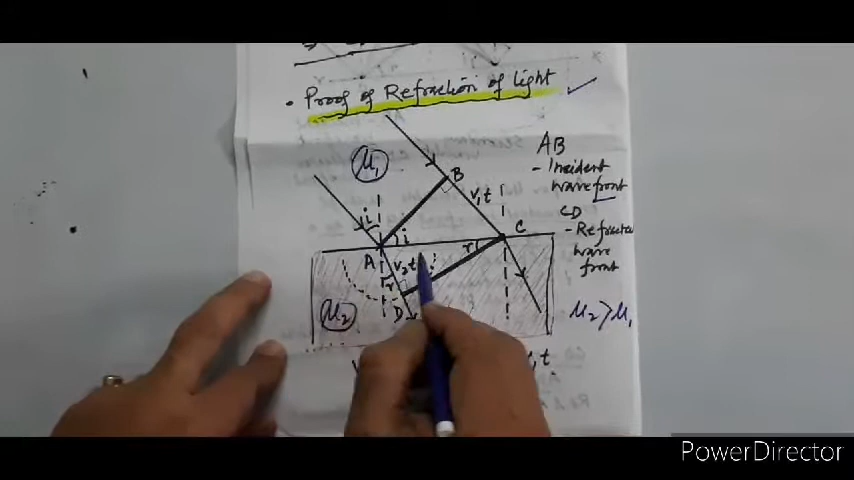 • Proof of Refraction of light
μ1
B
AB
- Incident
wavefront
v1t
i
i
C
CD
- Refracted
wave
front
A
r
v2t
r
μ2
D
μ2 > μ1
PowerDirector